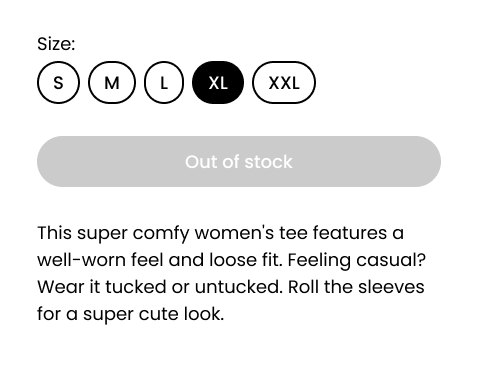 Size:
S M L XL XXL
Out of stock
This super comfy women's tee features a
well-worn feel and loose fit. Feeling casual?
Wear it tucked or untucked. Roll the sleeves
for a super cute look.